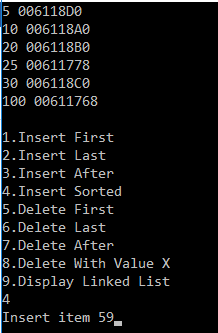 5 006118D0
10 006118A0
20 006118B0
25 00611778
30 006118C0
100 00611768
1.Insert First
2.Insert Last
3.Insert After
4.Insert Sorted
5.Delete First
6.Delete Last
7.Delete After
8.Delete With Value X
9.Display Linked List
4
Insert item 59